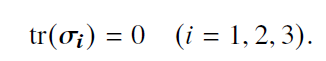 tr(σᵢ) = 0 (i = 1, 2, 3).